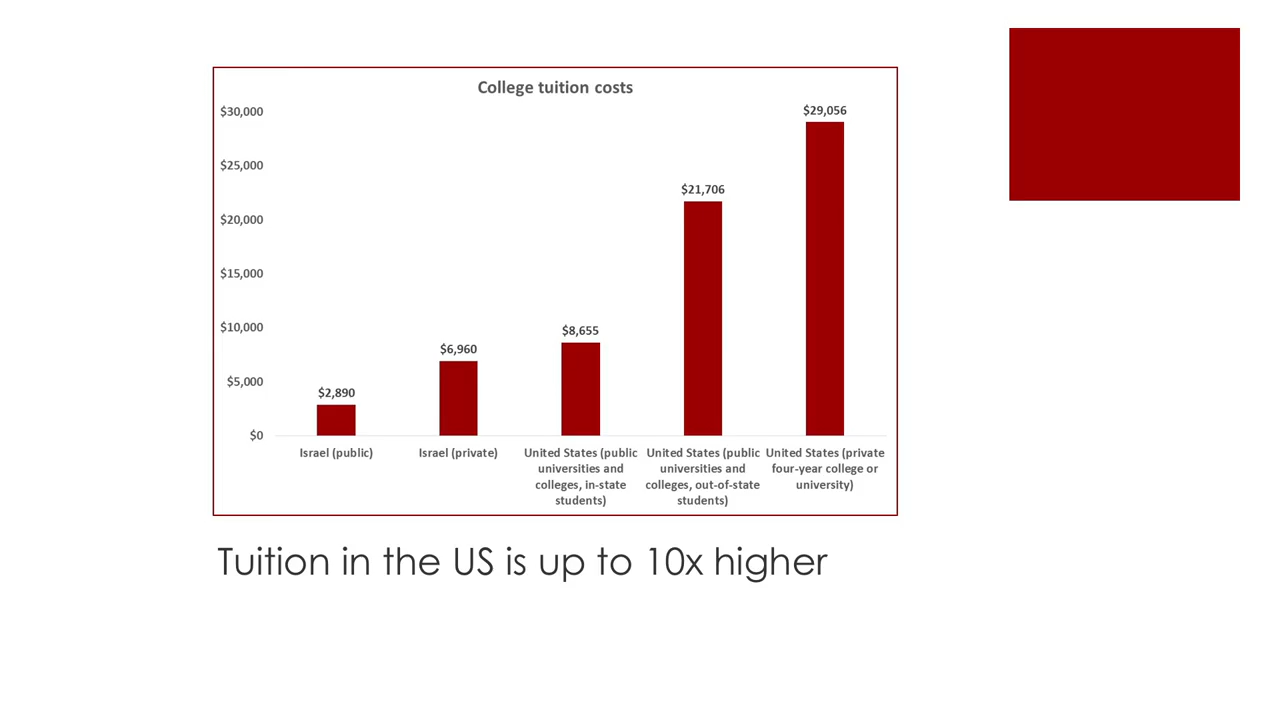 College tuition costs
$30,000
$25,000
$20,000
$15,000
$10,000
$5,000
$0
$2,890
$6,960
$8,655
$21,706
$29,056
Israel (public)
Israel (private)
United States (public
universities and
colleges, in-state
students)
United States (public
universities and
colleges, out-of-state
students)
United States (private
four-year college or
university)
Tuition in the US is up to 10x higher